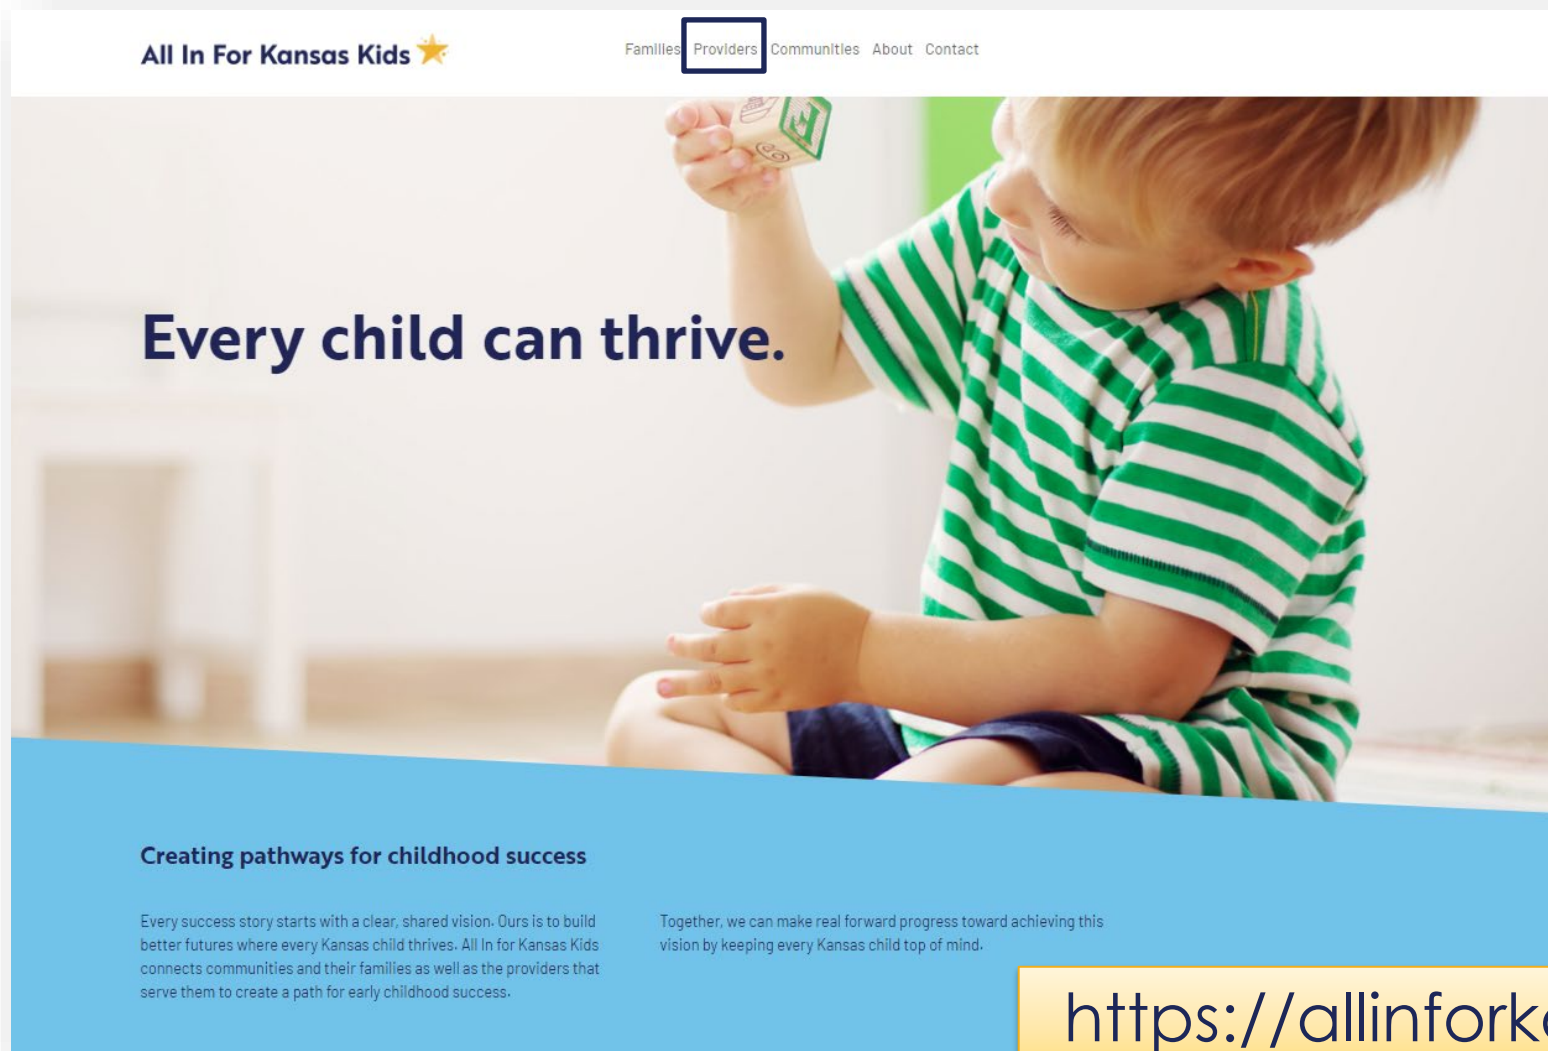 All In For Kansas Kids
Families Providers Communities About Contact
Every child can thrive.
Creating pathways for childhood success
Every success story starts with a clear, shared vision. Ours is to build
better futures where every Kansas child thrives. All In for Kansas Kids
connects communities and their families as well as the providers that
serve them to create a path for early childhood success.
Together, we can make real forward progress toward achieving this
vision by keeping every Kansas child top of mind.